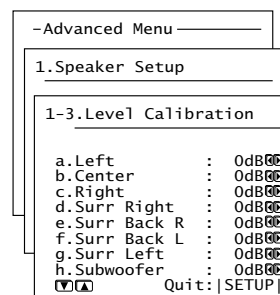 -Advanced Menu
1.Speaker Setup
1-3.Level Calibration
a.Left : 0dB
b.Center : 0dB
c.Right : 0dB
d.Surr Right : 0dB
e.Surr Back R : 0dB
f.Surr Back L : 0dB
g.Surr Left : 0dB
h.Subwoofer : 0dB
Quit:|SETUP|